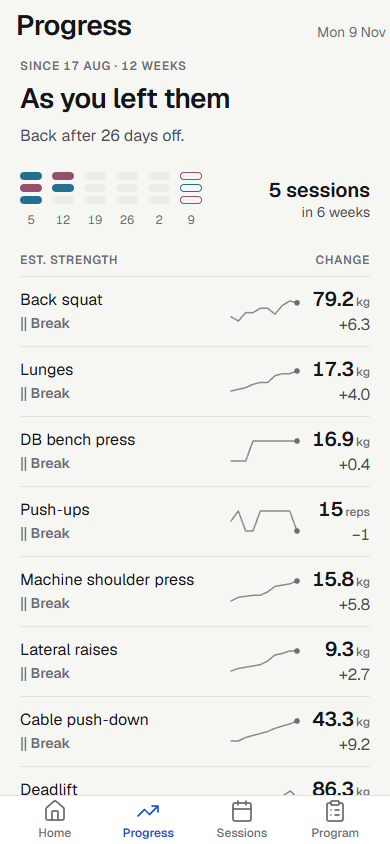 Progress
Mon 9 Nov
SINCE 17 AUG · 12 WEEKS
As you left them
Back after 26 days off.
5 12 19 26 2 9
5 sessions
in 6 weeks
EST. STRENGTH CHANGE
Back squat 79.2 kg
|| Break +6.3
Lunges 17.3 kg
|| Break +4.0
DB bench press 16.9 kg
|| Break +0.4
Push-ups 15 reps
|| Break −1
Machine shoulder press 15.8 kg
|| Break +5.8
Lateral raises 9.3 kg
|| Break +2.7
Cable push-down 43.3 kg
|| Break +9.2
Deadlift 86.3 kg
Home Progress Sessions Program